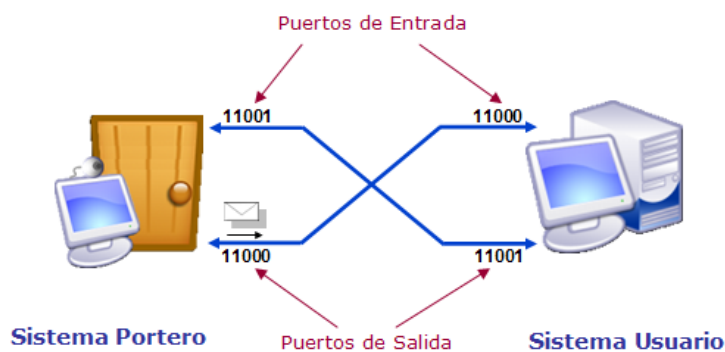 Puertos de Entrada
11001
11000
11000
11001
Sistema Portero
Puertos de Salida
Sistema Usuario